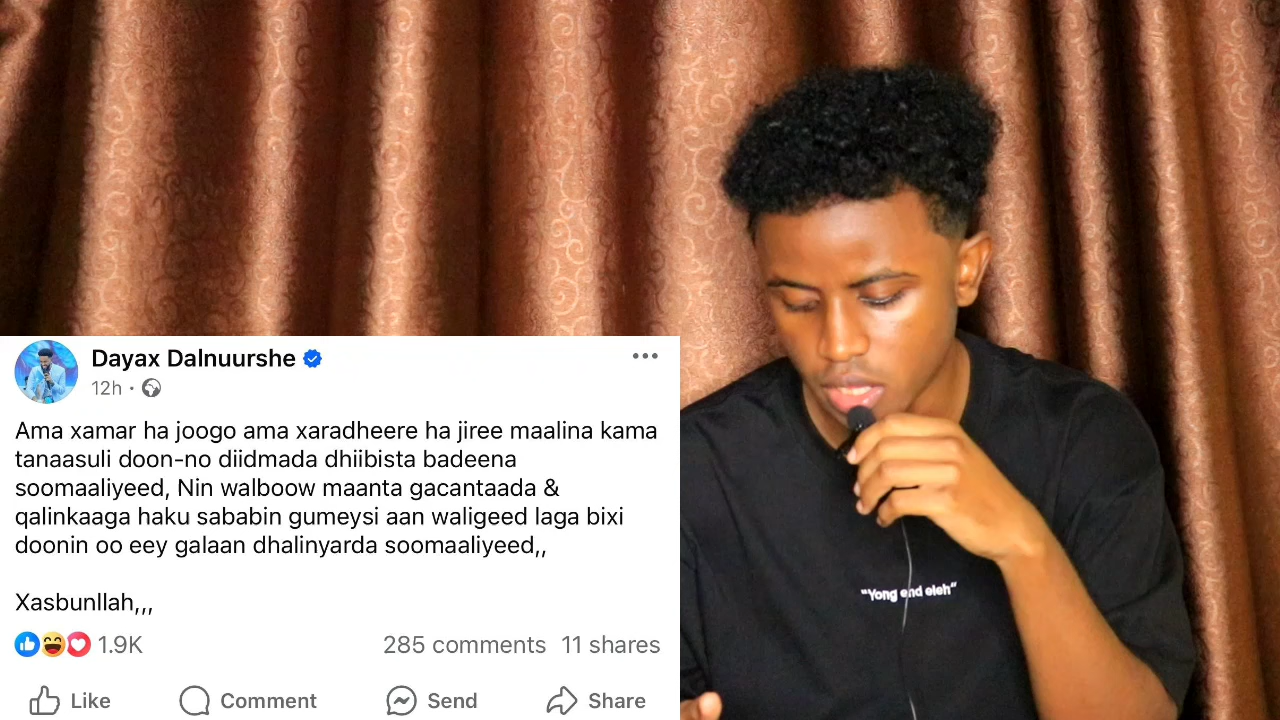 Dayax Dalnuurshe
12h
Ama xamar ha joogo ama xaradheere ha jiree maalina kama
tanaasuli doon-no diidmada dhiibista badeena
soomaaliyeed, Nin walboow maanta gacantaada &
qalinkaaga haku sababin gumeysi aan waligeed laga bixi
doonin oo eey galaan dhalinyarda soomaaliyeed,,
Xasbunllah,,,
1.9K 285 comments 11 shares
Like Comment Send Share
"Yong end eleh"